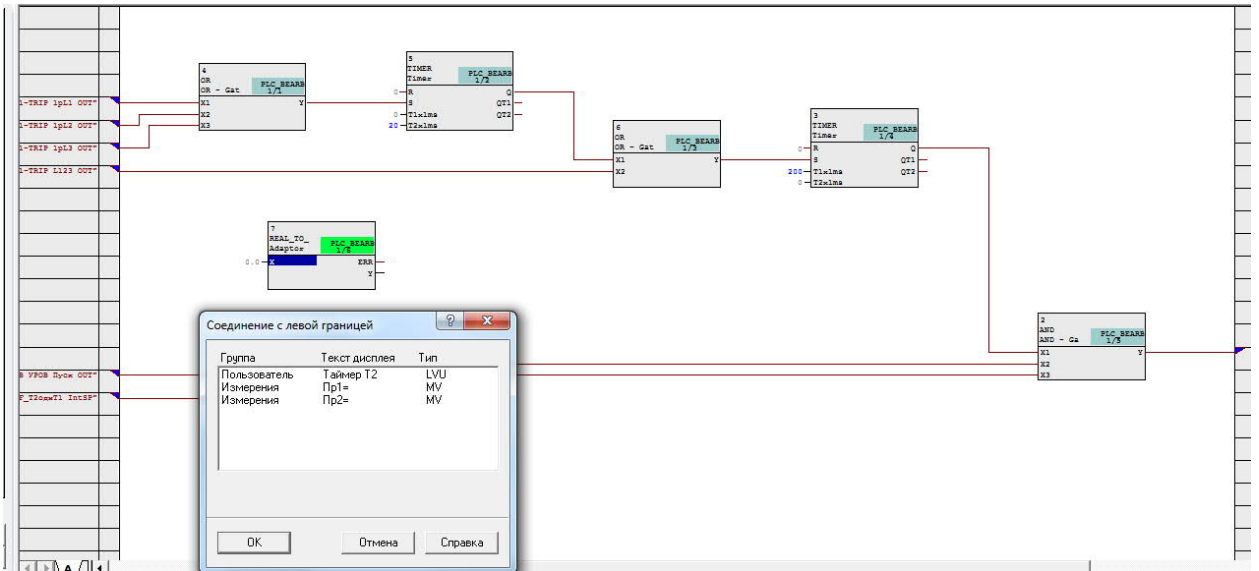 4
OR
OR - Gat
PLC_BEARB
1/1
X1
Y
X2
X3
5
TIMER
Timer
PLC_BEARB
1/2
0
R
Q
S
QT1
0
T1x1ms
QT2
20
T2x1ms
1-TRIP 1pL1 OUT"
1-TRIP 1pL2 OUT"
1-TRIP 1pL3 OUT"
1-TRIP L123 OUT"
6
OR
OR - Gat
PLC_BEARB
1/3
X1
Y
X2
3
TIMER
Timer
PLC_BEARB
1/4
0
R
Q
S
QT1
200
T1x1ms
QT2
0
T2x1ms
7
REAL_TO_
Adaptor
PLC_BEARB
0.0
X
ERR
Y
Соединение с левой границей
?
Группа Текст дисплея Тип
Пользователь Таймер T2 LVU
Измерения Пр1= MV
Измерения Пр2= MV
OK
Отмена
Справка
2
AND
AND - Ga
PLC_BEARB
1/5
X1
Y
X2
X3
В УРОВ Пуск OUT"
A